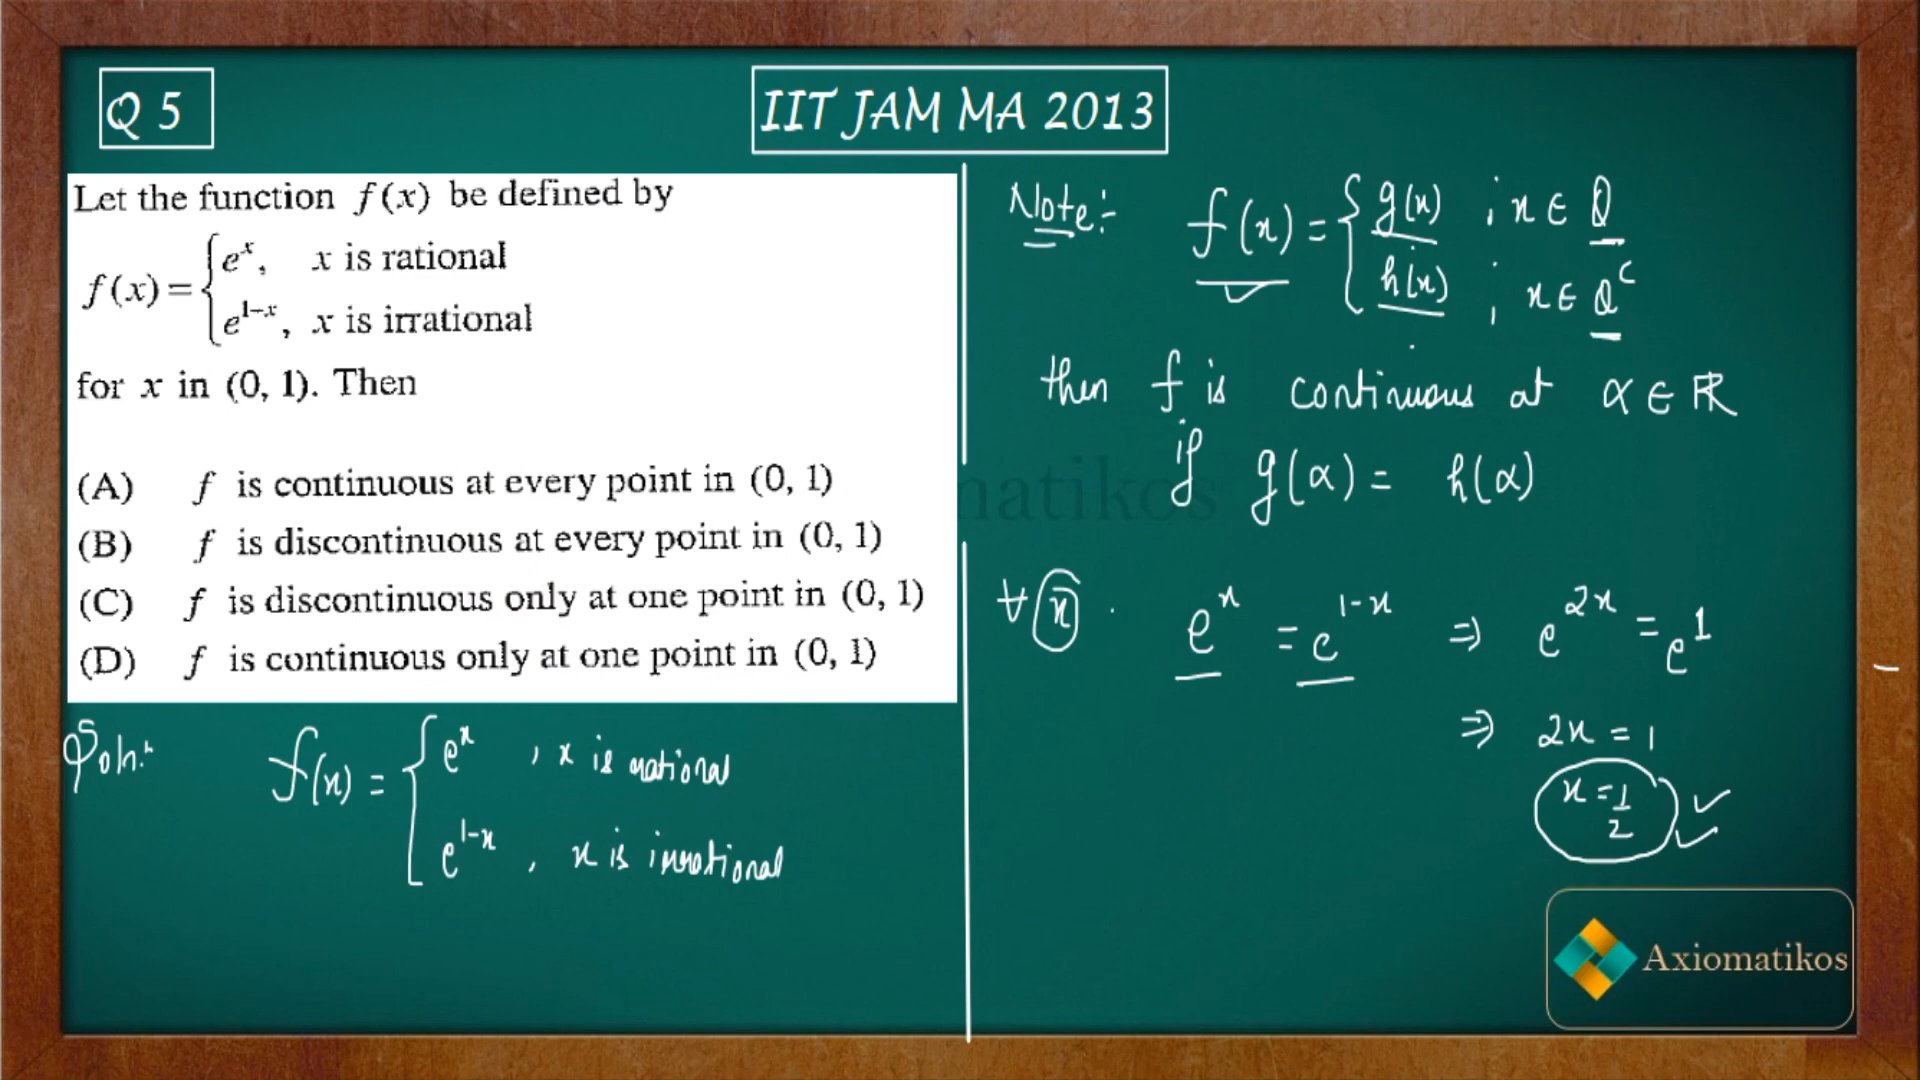 Q 5
IIT JAM MA 2013
Let the function f(x) be defined by
f(x) = { e^x, x is rational
e^{1-x}, x is irrational
for x in (0, 1). Then
(A) f is continuous at every point in (0, 1)
(B) f is discontinuous at every point in (0, 1)
(C) f is discontinuous only at one point in (0, 1)
(D) f is continuous only at one point in (0, 1)
Soln:
f(x) = { e^x , x is rational
e^{1-x} , x is irrational
Note:- f(x) = { g(x) ; x ∈ Q
h(x) ; x ∈ Q^c
then f is continuous at α ∈ ℝ
if g(α) = h(α)
∀ x . e^x = e^{1-x} ⇒ e^{2x} = e^1
⇒ 2x = 1
x = 1/2
matikos
Axiomatikos